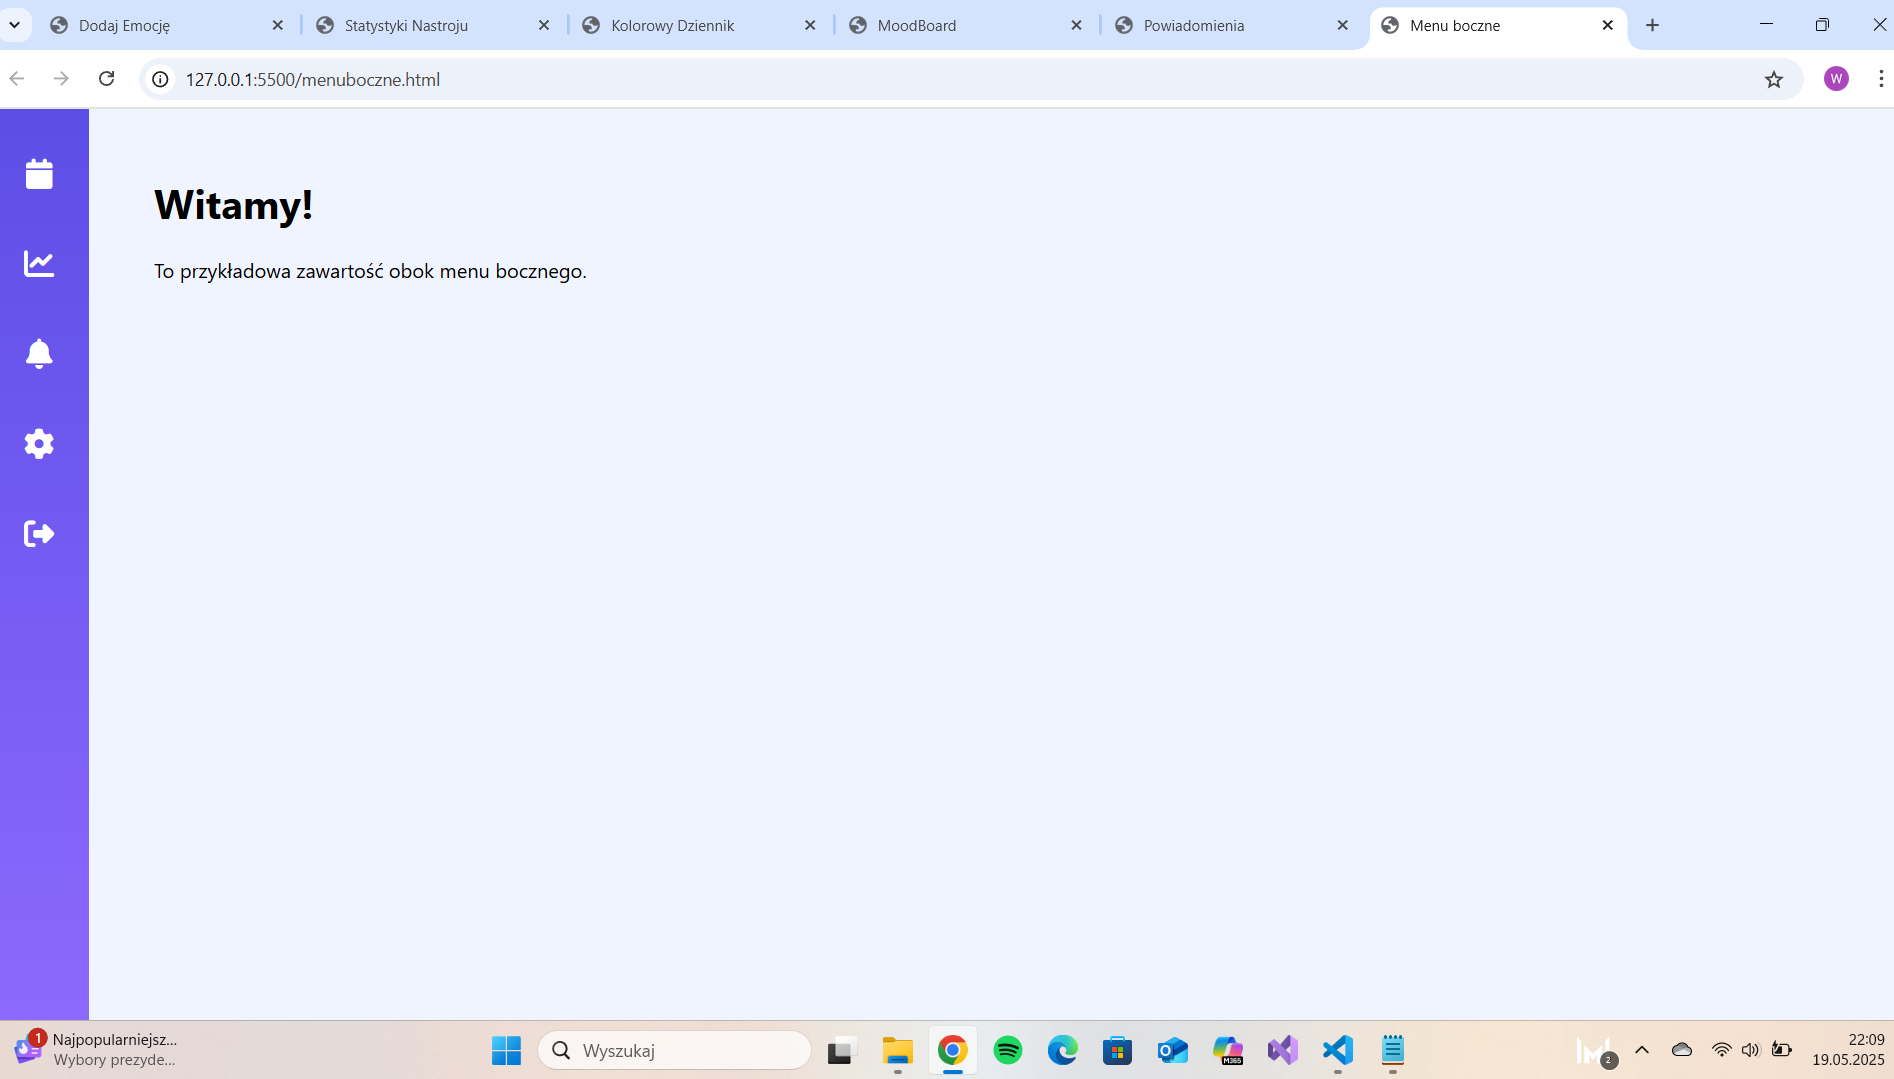 Dodaj Emocję
Statystyki Nastroju
Kolorowy Dziennik
MoodBoard
Powiadomienia
Menu boczne
127.0.0.1:5500/menuboczne.html
W
Witamy!
To przykładowa zawartość obok menu bocznego.
1
Najpopularniejsz...
Wybory prezyde...
Wyszukaj
M365
2
22:09
19.05.2025